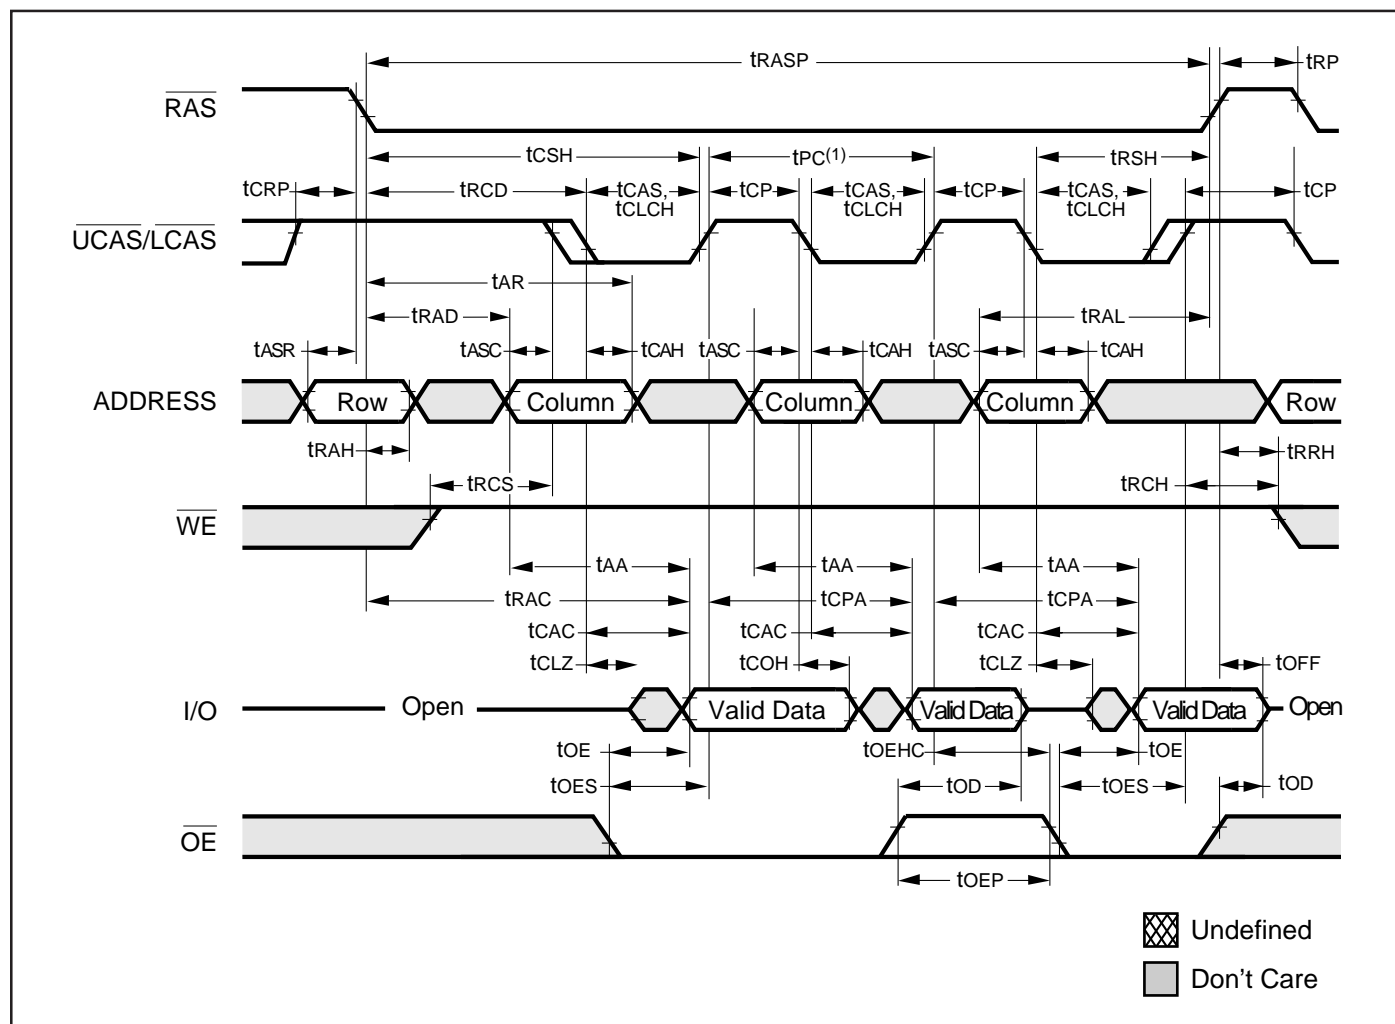 tRASP tRP
RAS
tCSH tPC(1) tRSH
tCRP tRCD tCAS, tCLCH tCP tCAS, tCLCH tCP tCAS, tCLCH tCP
UCAS/LCAS
tAR
tRAD tRAL
tASR tASC tCAH tASC tCAH tASC tCAH
ADDRESS Row Column Column Column Row
tRAH tRRH
tRCS tRCH
WE
tAA tAA tAA
tRAC tCPA tCPA
tCAC tCAC tCAC
tCLZ tCOH tCLZ tOFF
I/O Open Valid Data Valid Data Valid Data Open
tOE tOEHC tOE
tOES tOD tOES tOD
OE
tOEP
Undefined
Don't Care